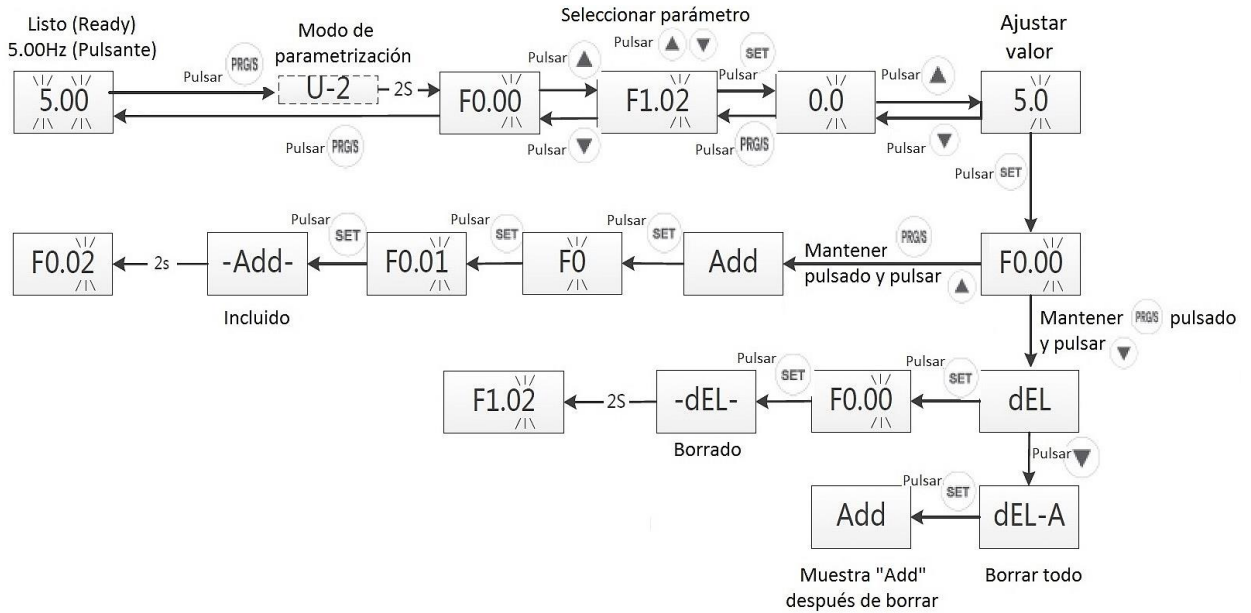 Listo (Ready)
5.00Hz (Pulsante)
Modo de
parametrización
Seleccionar parámetro
Ajustar
valor
Pulsar PRG/S
Pulsar ▲
Pulsar ▲ ▼
Pulsar SET
Pulsar ▲
5.00
U-2
2S
F0.00
F1.02
0.0
5.0
Pulsar PRG/S
Pulsar ▼
Pulsar PRG/S
Pulsar ▼
Pulsar SET
Pulsar SET
Pulsar SET
Pulsar SET
PRG/S
Mantener
pulsado y pulsar ▲
F0.02
2s
-Add-
F0.01
F0
Add
F0.00
Incluido
Mantener PRG/S pulsado
y pulsar ▼
Pulsar SET
Pulsar SET
F1.02
2S
-dEL-
F0.00
dEL
Borrado
Pulsar ▼
Pulsar SET
Add
dEL-A
Muestra "Add"
después de borrar
Borrar todo